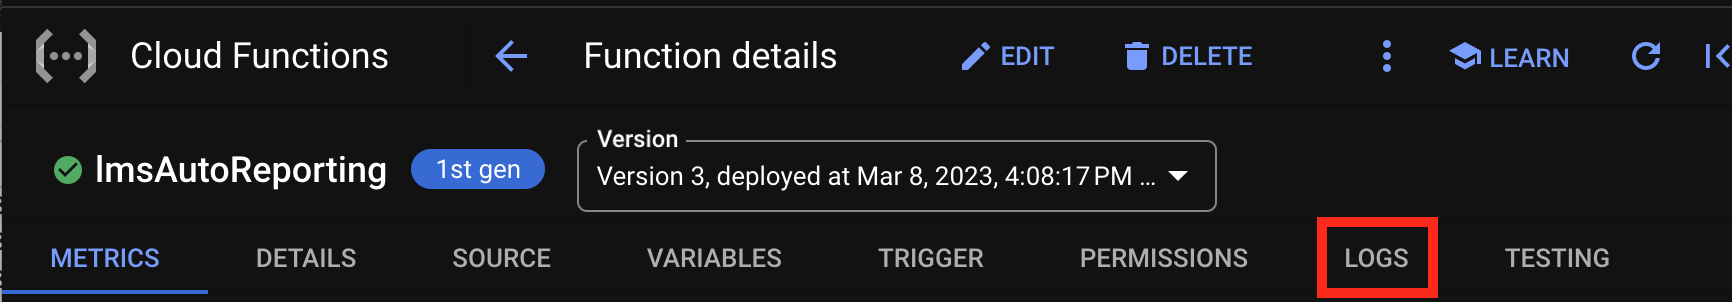 Cloud Functions
Function details
EDIT
DELETE
LEARN
lmsAutoReporting
1st gen
Version
Version 3, deployed at Mar 8, 2023, 4:08:17 PM ...
METRICS
DETAILS
SOURCE
VARIABLES
TRIGGER
PERMISSIONS
LOGS
TESTING